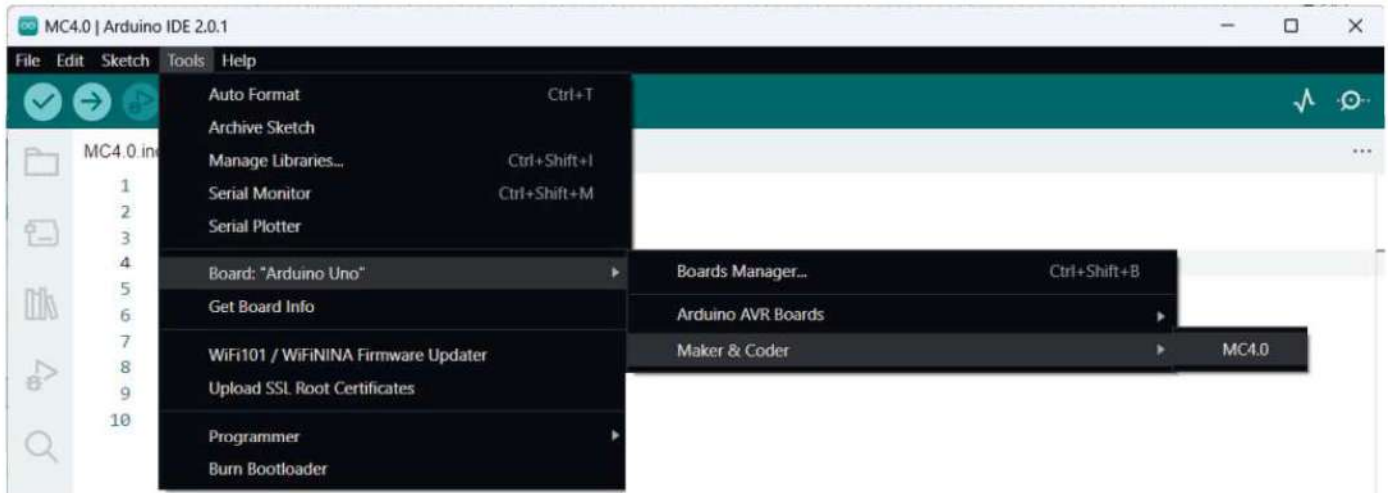 MC4.0 | Arduino IDE 2.0.1
File Edit Sketch Tools Help
MC4.0.in
Auto Format Ctrl+T
Archive Sketch
Manage Libraries... Ctrl+Shift+I
Serial Monitor Ctrl+Shift+M
Serial Plotter
Board: "Arduino Uno"
Get Board Info
WiFi101 / WiFiNINA Firmware Updater
Upload SSL Root Certificates
Programmer
Burn Bootloader
Boards Manager... Ctrl+Shift+B
Arduino AVR Boards
Maker & Coder
MC4.0
1
2
3
4
5
6
7
8
9
10